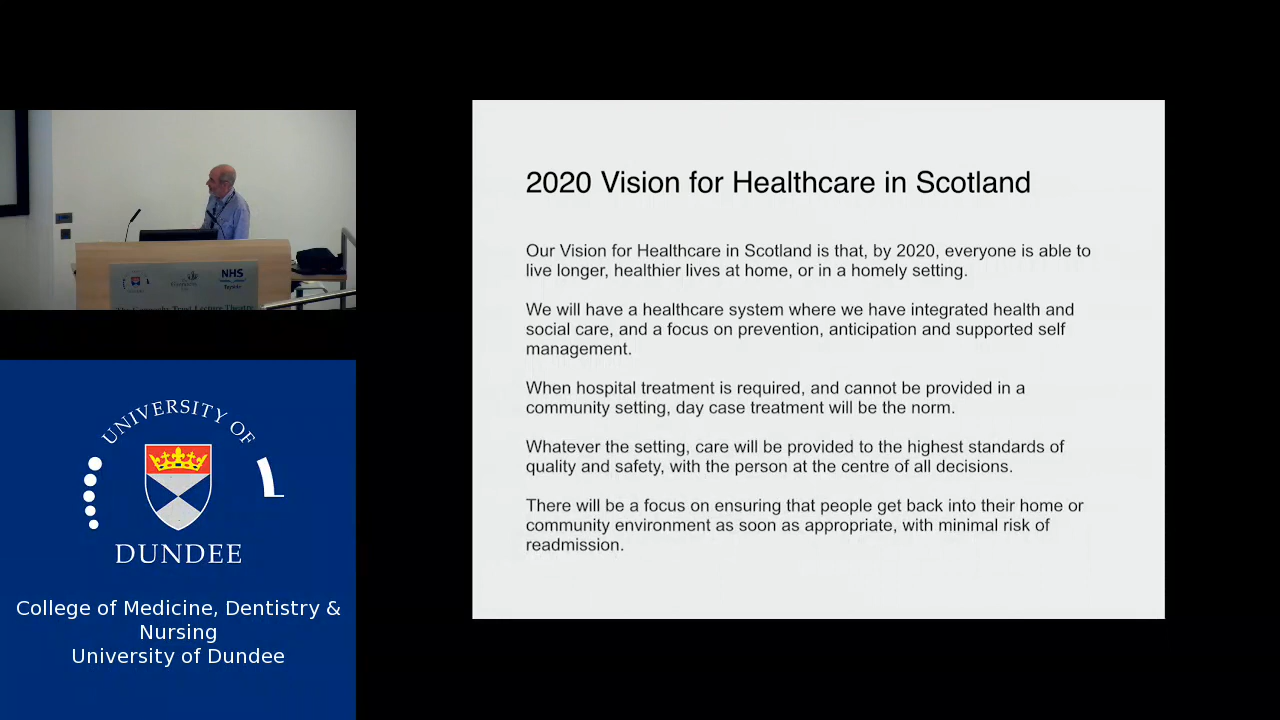 NHS
Tayside
UNIVERSITY OF
DUNDEE
College of Medicine, Dentistry &
Nursing
University of Dundee
2020 Vision for Healthcare in Scotland
Our Vision for Healthcare in Scotland is that, by 2020, everyone is able to
live longer, healthier lives at home, or in a homely setting.
We will have a healthcare system where we have integrated health and
social care, and a focus on prevention, anticipation and supported self
management.
When hospital treatment is required, and cannot be provided in a
community setting, day case treatment will be the norm.
Whatever the setting, care will be provided to the highest standards of
quality and safety, with the person at the centre of all decisions.
There will be a focus on ensuring that people get back into their home or
community environment as soon as appropriate, with minimal risk of
readmission.